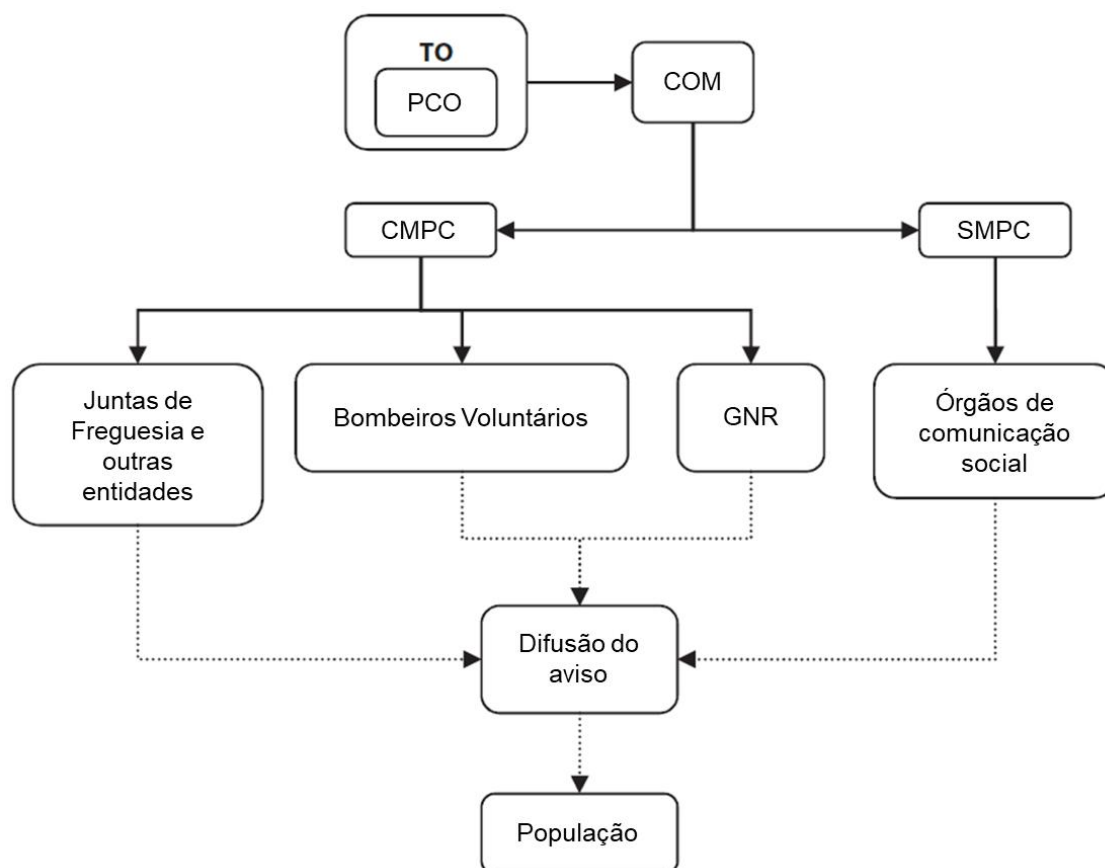 TO
PCO
COM
CMPC
SMPC
Juntas de
Freguesia e
outras
entidades
Bombeiros Voluntários
GNR
Órgãos de
comunicação
social
Difusão do
aviso
População